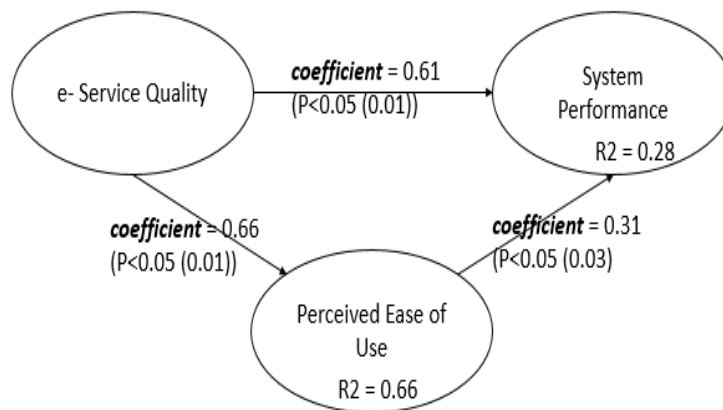 e- Service Quality
coefficient = 0.61
(P<0.05 (0.01))
System
Performance
R2 = 0.28
coefficient = 0.66
(P<0.05 (0.01))
coefficient = 0.31
(P<0.05 (0.03)
Perceived Ease of
Use
R2 = 0.66